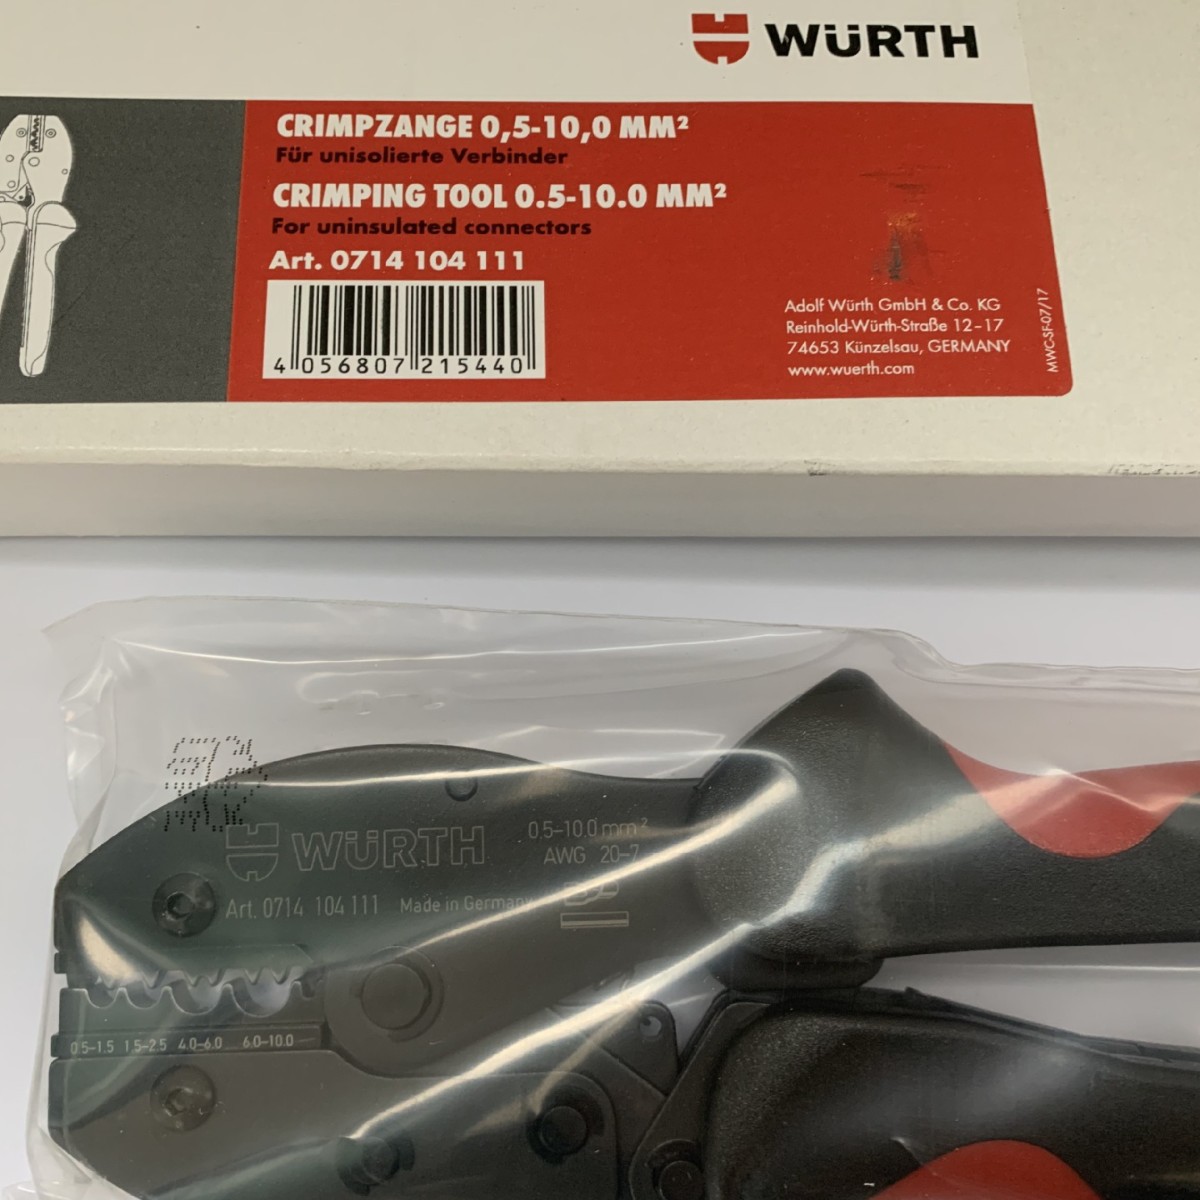 WÜRTH
CRIMPZANGE 0,5-10,0 MM²
Für unisolierte Verbinder
CRIMPING TOOL 0.5-10.0 MM²
For uninsulated connectors
Art. 0714 104 111
4 056807 215440
Adolf Würth GmbH & Co. KG
Reinhold-Würth-Straße 12-17
74653 Künzelsau, GERMANY
www.wuerth.com
MWC-SF-07/17
WÜRTH
0,5-10.0 mm²
AWG 20-7
Art. 0714 104 111 Made in Germany
0.5-1.5 1.5-2.5 4.0-6.0 6.0-10.0